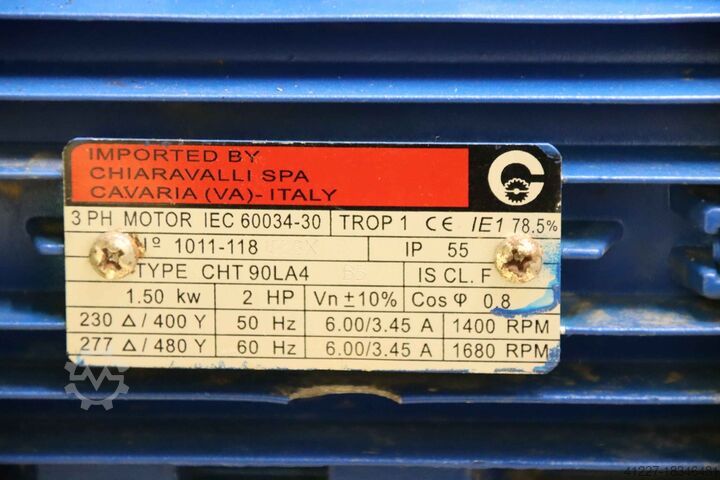 IMPORTED BY
CHIARAVALLI SPA
CAVARIA (VA)- ITALY
3 PH MOTOR IEC 60034-30 TROP 1 CE IE1 78,5%
Nº 1011-118 IP 55
TYPE CHT 90LA4 B5 IS CL. F
1.50 kw 2 HP Vn ±10% Cos φ 0.8
230 Δ/400 Y 50 Hz 6.00/3.45 A 1400 RPM
277 Δ/480 Y 60 Hz 6.00/3.45 A 1680 RPM